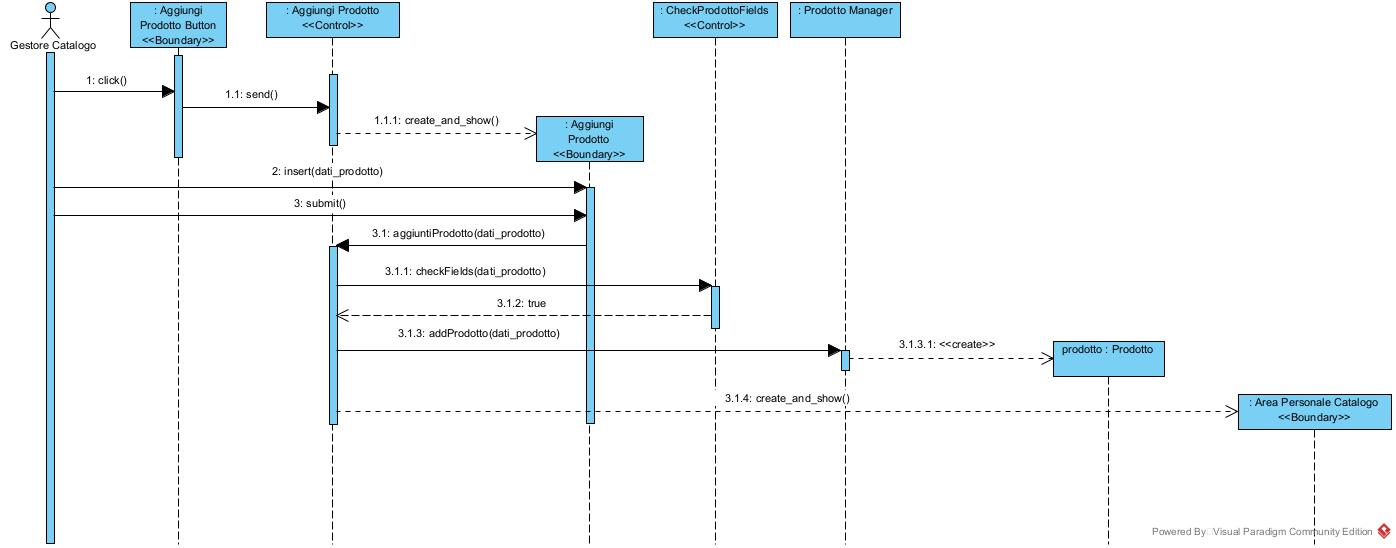 : Aggiungi
Prodotto Button
<<Boundary>>
: Aggiungi Prodotto
<<Control>>
: CheckProdottoFields
<<Control>>
: Prodotto Manager
Gestore Catalogo
1: click()
1.1: send()
1.1.1: create_and_show()
: Aggiungi
Prodotto
<<Boundary>>
2: insert(dati_prodotto)
3: submit()
3.1: aggiuntiProdotto(dati_prodotto)
3.1.1: checkFields(dati_prodotto)
3.1.2: true
3.1.3: addProdotto(dati_prodotto)
3.1.3.1: <<create>>
prodotto : Prodotto
3.1.4: create_and_show()
: Area Personale Catalogo
<<Boundary>>
Powered By Visual Paradigm Community Edition